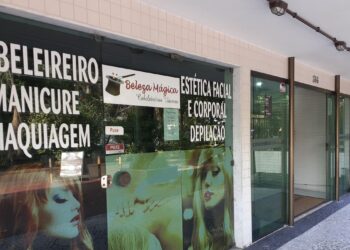 BELEIREIRO
MANICURE
MAQUIAGEM
Beleza Mágica
ESTÉTICA FACIAL
E CORPORAL
DEPILAÇÃO